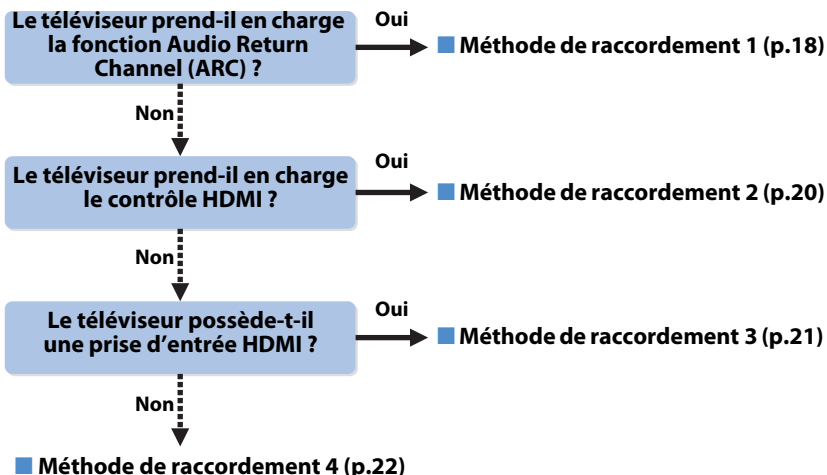 Le téléviseur prend-il en charge
la fonction Audio Return
Channel (ARC) ?
Oui
■ Méthode de raccordement 1 (p.18)
Non
Le téléviseur prend-il en charge
le contrôle HDMI ?
Oui
■ Méthode de raccordement 2 (p.20)
Non
Le téléviseur possède-t-il
une prise d’entrée HDMI ?
Oui
■ Méthode de raccordement 3 (p.21)
Non
■ Méthode de raccordement 4 (p.22)